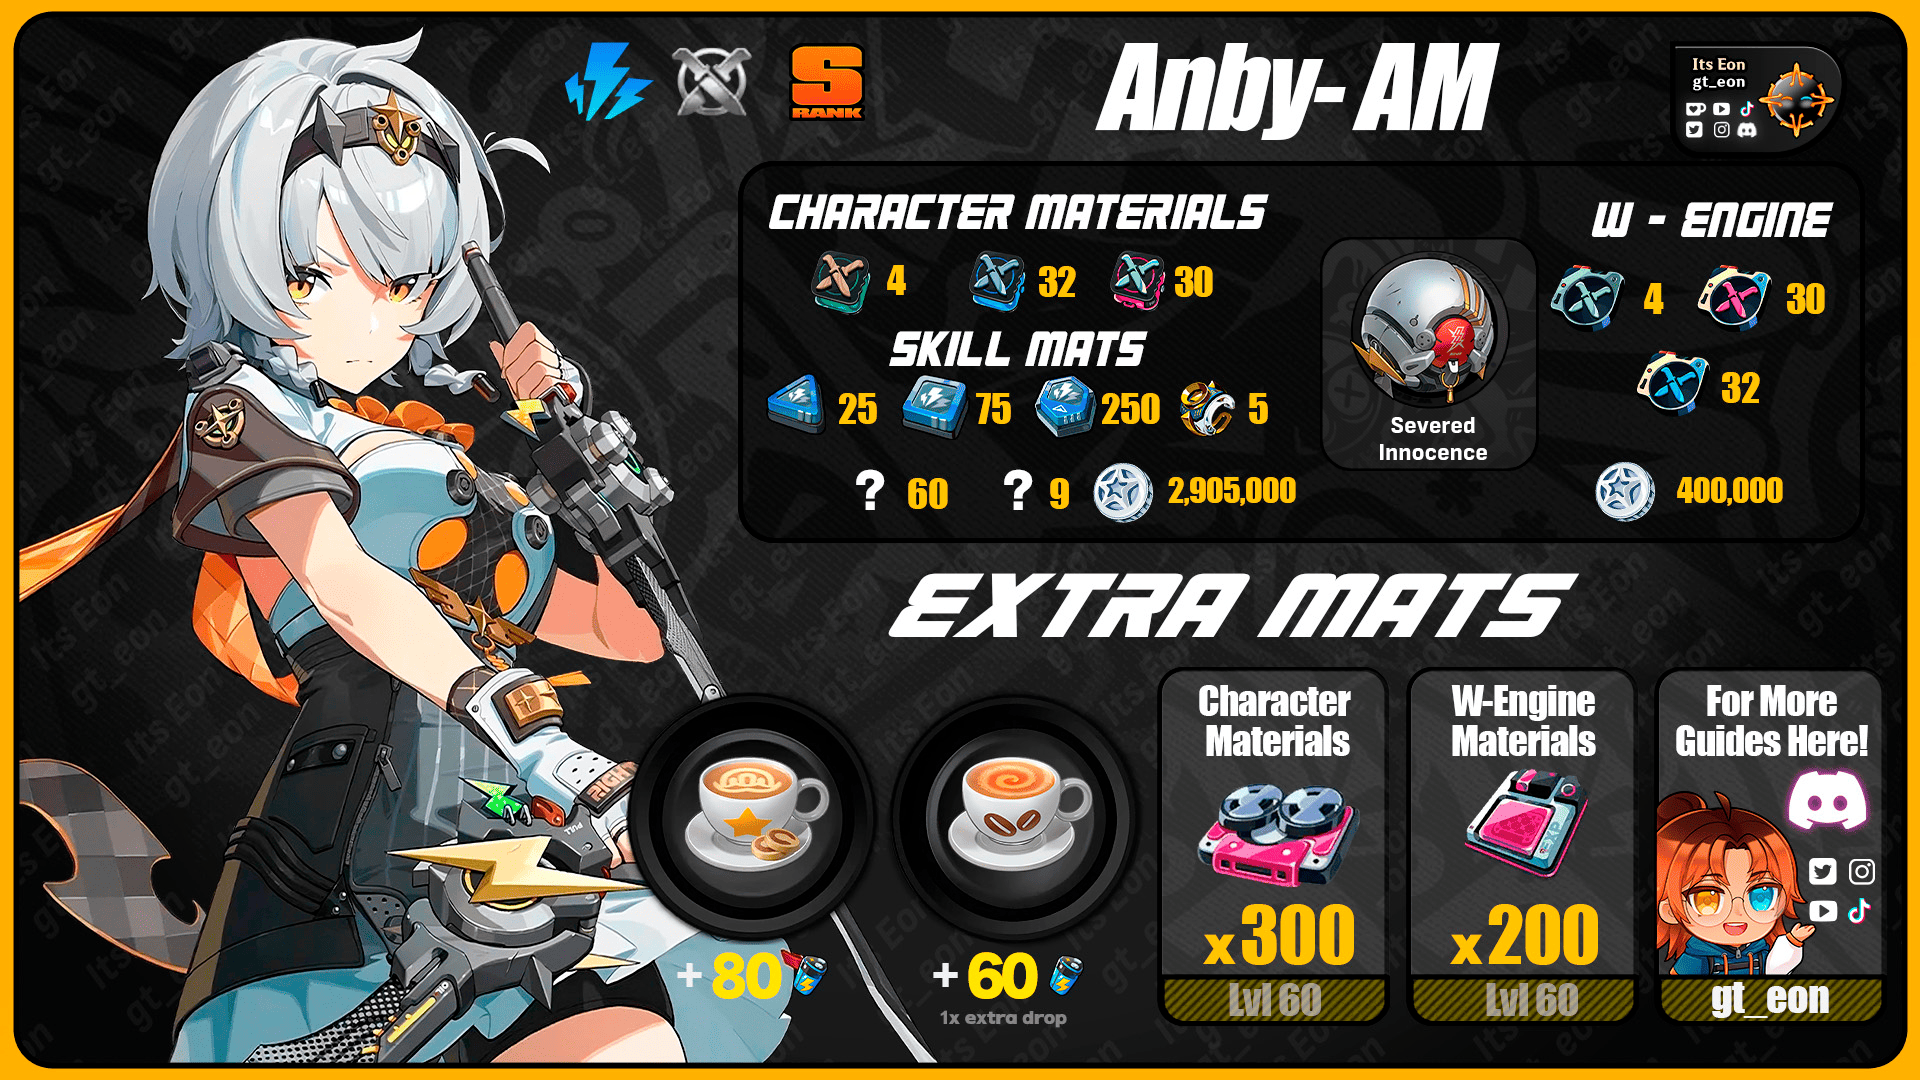 S
RANK
Anby- AM
Its Eon
gt_eon
CHARACTER MATERIALS
4
32
30
SKILL MATS
25
75
250
5
? 60
? 9
2,905,000
Severed
Innocence
W - ENGINE
4
30
32
400,000
EXTRA MATS
+ 80
+ 60
1x extra drop
Character
Materials
x300
Lvl 60
W-Engine
Materials
EXP
x200
Lvl 60
For More
Guides Here!
gt_eon